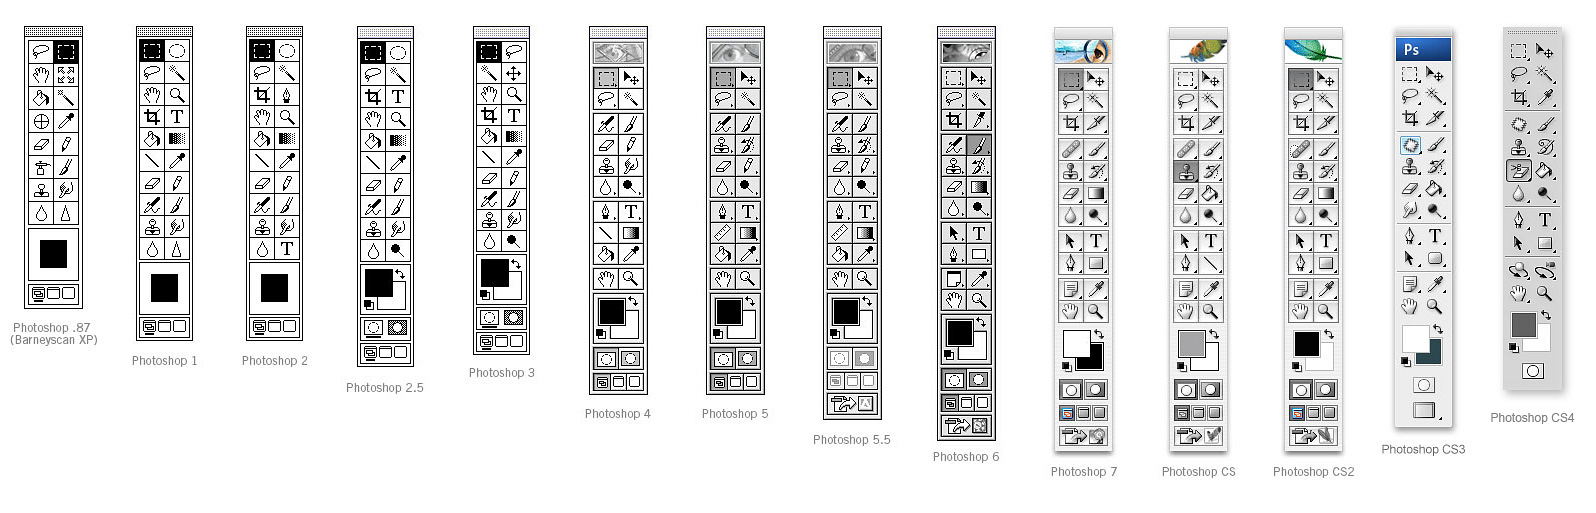 Ps
Photoshop .87
(Barneyscan XP)
Photoshop 1
Photoshop 2
Photoshop 2.5
Photoshop 3
Photoshop 4
Photoshop 5
Photoshop 5.5
Photoshop 6
Photoshop 7
Photoshop CS
Photoshop CS2
Photoshop CS3
Photoshop CS4